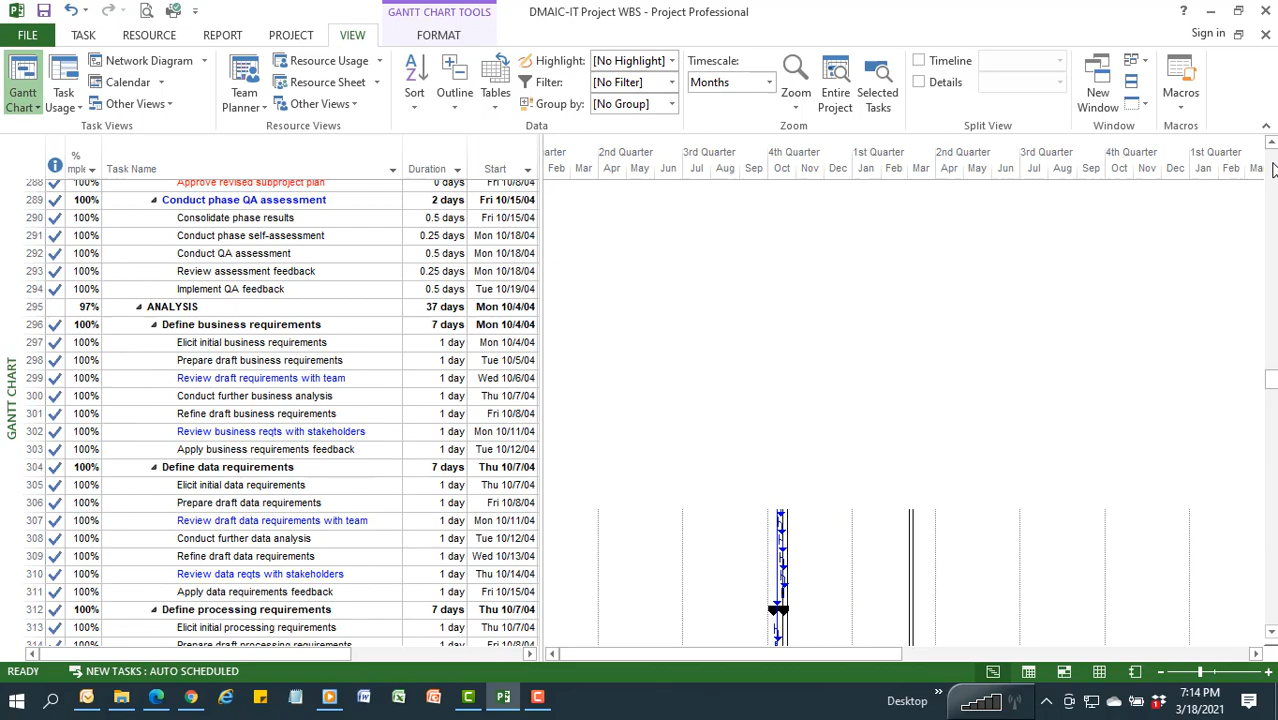 GANTT CHART TOOLS
DMAIC-IT Project WBS - Project Professional
?
FILE TASK RESOURCE REPORT PROJECT VIEW FORMAT
Sign in
Gantt Chart
Task Usage
Network Diagram
Calendar
Other Views
Task Views
Team Planner
Resource Usage
Resource Sheet
Other Views
Resource Views
Sort
Outline
Tables
Highlight: [No Highlight]
Filter: [No Filter]
Group by: [No Group]
Data
Timescale:
Months
Zoom
Entire Project
Selected Tasks
Zoom
Timeline
Details
Split View
New Window
Window
Macros
Macros
% mple Task Name Duration Start
arter 2nd Quarter 3rd Quarter 4th Quarter 1st Quarter 2nd Quarter 3rd Quarter 4th Quarter 1st Quarter
Feb Mar Apr May Jun Jul Aug Sep Oct Nov Dec Jan Feb Mar Apr May Jun Jul Aug Sep Oct Nov Dec Jan Feb Ma
288 100% Approve revised subproject plan 0 days Fri 10/15/04
289 100% Conduct phase QA assessment 2 days Fri 10/15/04
290 100% Consolidate phase results 0.5 days Fri 10/15/04
291 100% Conduct phase self-assessment 0.25 days Mon 10/18/04
292 100% Conduct QA assessment 0.5 days Mon 10/18/04
293 100% Review assessment feedback 0.25 days Mon 10/18/04
294 100% Implement QA feedback 0.5 days Tue 10/19/04
295 97% ANALYSIS 37 days Mon 10/4/04
296 100% Define business requirements 7 days Mon 10/4/04
297 100% Elicit initial business requirements 1 day Mon 10/4/04
298 100% Prepare draft business requirements 1 day Tue 10/5/04
299 100% Review draft requirements with team 1 day Wed 10/6/04
300 100% Conduct further business analysis 1 day Thu 10/7/04
301 100% Refine draft business requirements 1 day Fri 10/8/04
302 100% Review business reqts with stakeholders 1 day Mon 10/11/04
303 100% Apply business requirements feedback 1 day Tue 10/12/04
304 100% Define data requirements 7 days Thu 10/7/04
305 100% Elicit initial data requirements 1 day Thu 10/7/04
306 100% Prepare draft data requirements 1 day Fri 10/8/04
307 100% Review draft data requirements with team 1 day Mon 10/11/04
308 100% Conduct further data analysis 1 day Tue 10/12/04
309 100% Refine draft data requirements 1 day Wed 10/13/04
310 100% Review data reqts with stakeholders 1 day Thu 10/14/04
311 100% Apply data requirements feedback 1 day Fri 10/15/04
312 100% Define processing requirements 7 days Thu 10/7/04
313 100% Elicit initial processing requirements 1 day Thu 10/7/04
314 100% Prepare draft processing requirements 1 day Fri 10/8/04
GANTT CHART
READY NEW TASKS : AUTO SCHEDULED
Desktop
7:14 PM
3/18/2021